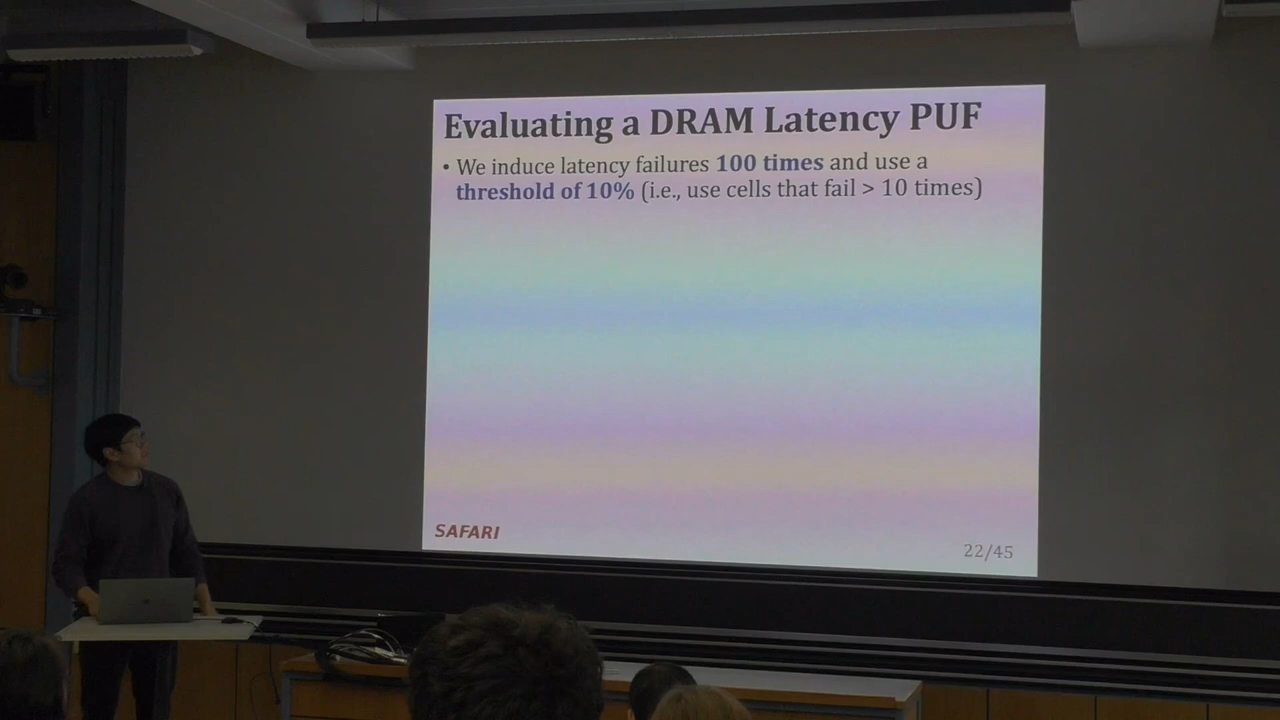 Evaluating a DRAM Latency PUF
• We induce latency failures 100 times and use a
threshold of 10% (i.e., use cells that fail > 10 times)
SAFARI
22/45